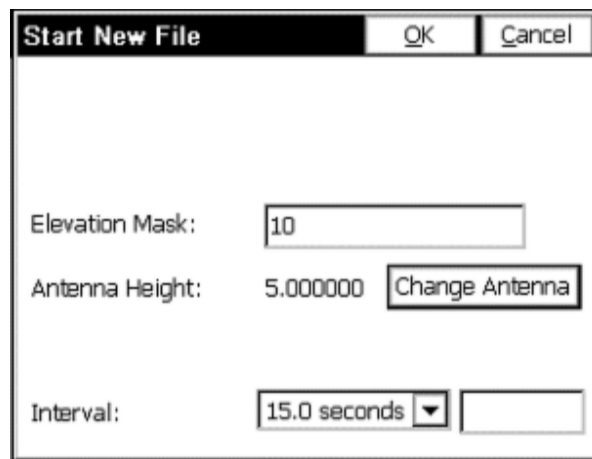 Start New File OK Cancel
Elevation Mask: 10
Antenna Height: 5.000000 Change Antenna
Interval: 15.0 seconds